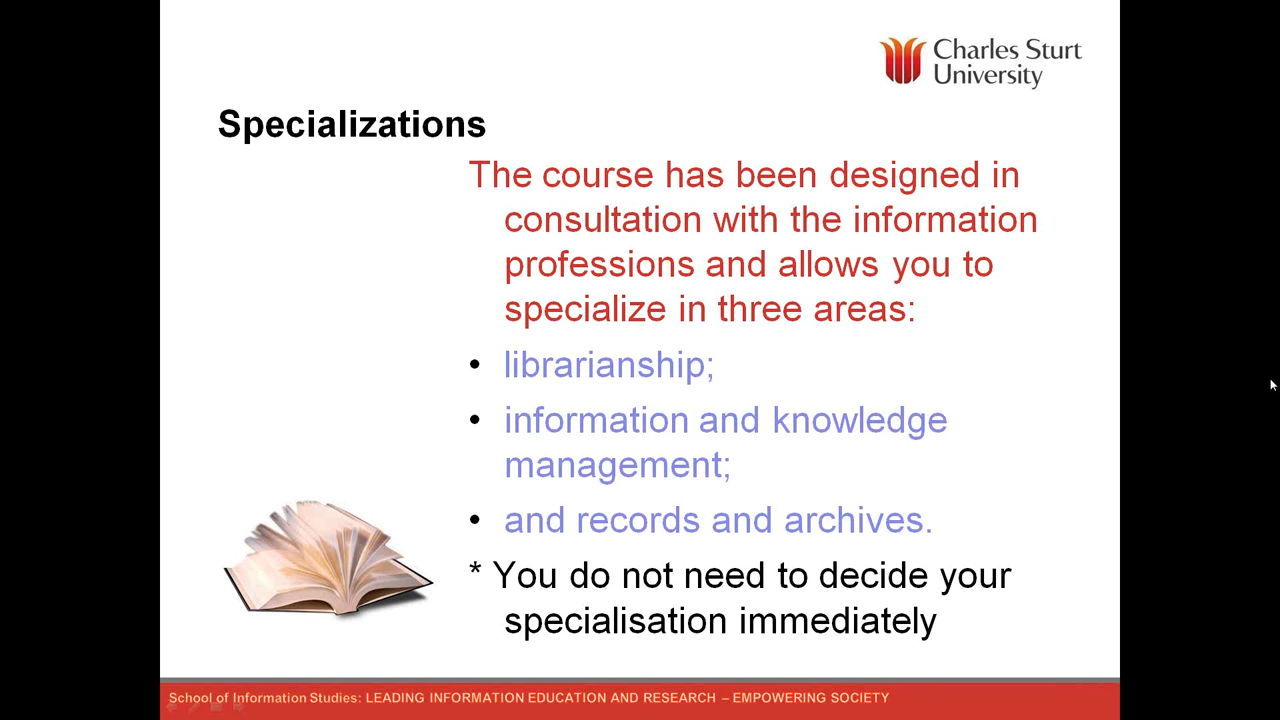 Charles Sturt
University
Specializations
The course has been designed in
consultation with the information
professions and allows you to
specialize in three areas:
• librarianship;
• information and knowledge
management;
• and records and archives.
* You do not need to decide your
specialisation immediately
School of Information Studies: LEADING INFORMATION EDUCATION AND RESEARCH – EMPOWERING SOCIETY